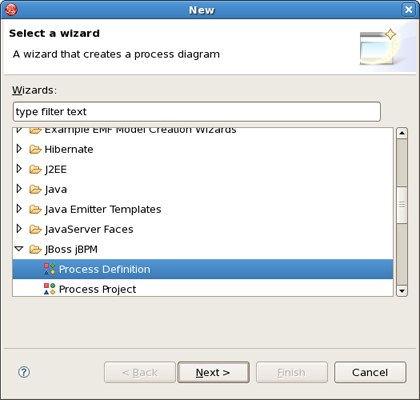 New
Select a wizard
A wizard that creates a process diagram
Wizards:
type filter text
Example EMF Model Creation Wizards
Hibernate
J2EE
Java
Java Emitter Templates
JavaServer Faces
JBoss jBPM
Process Definition
Process Project
? < Back Next > Finish Cancel